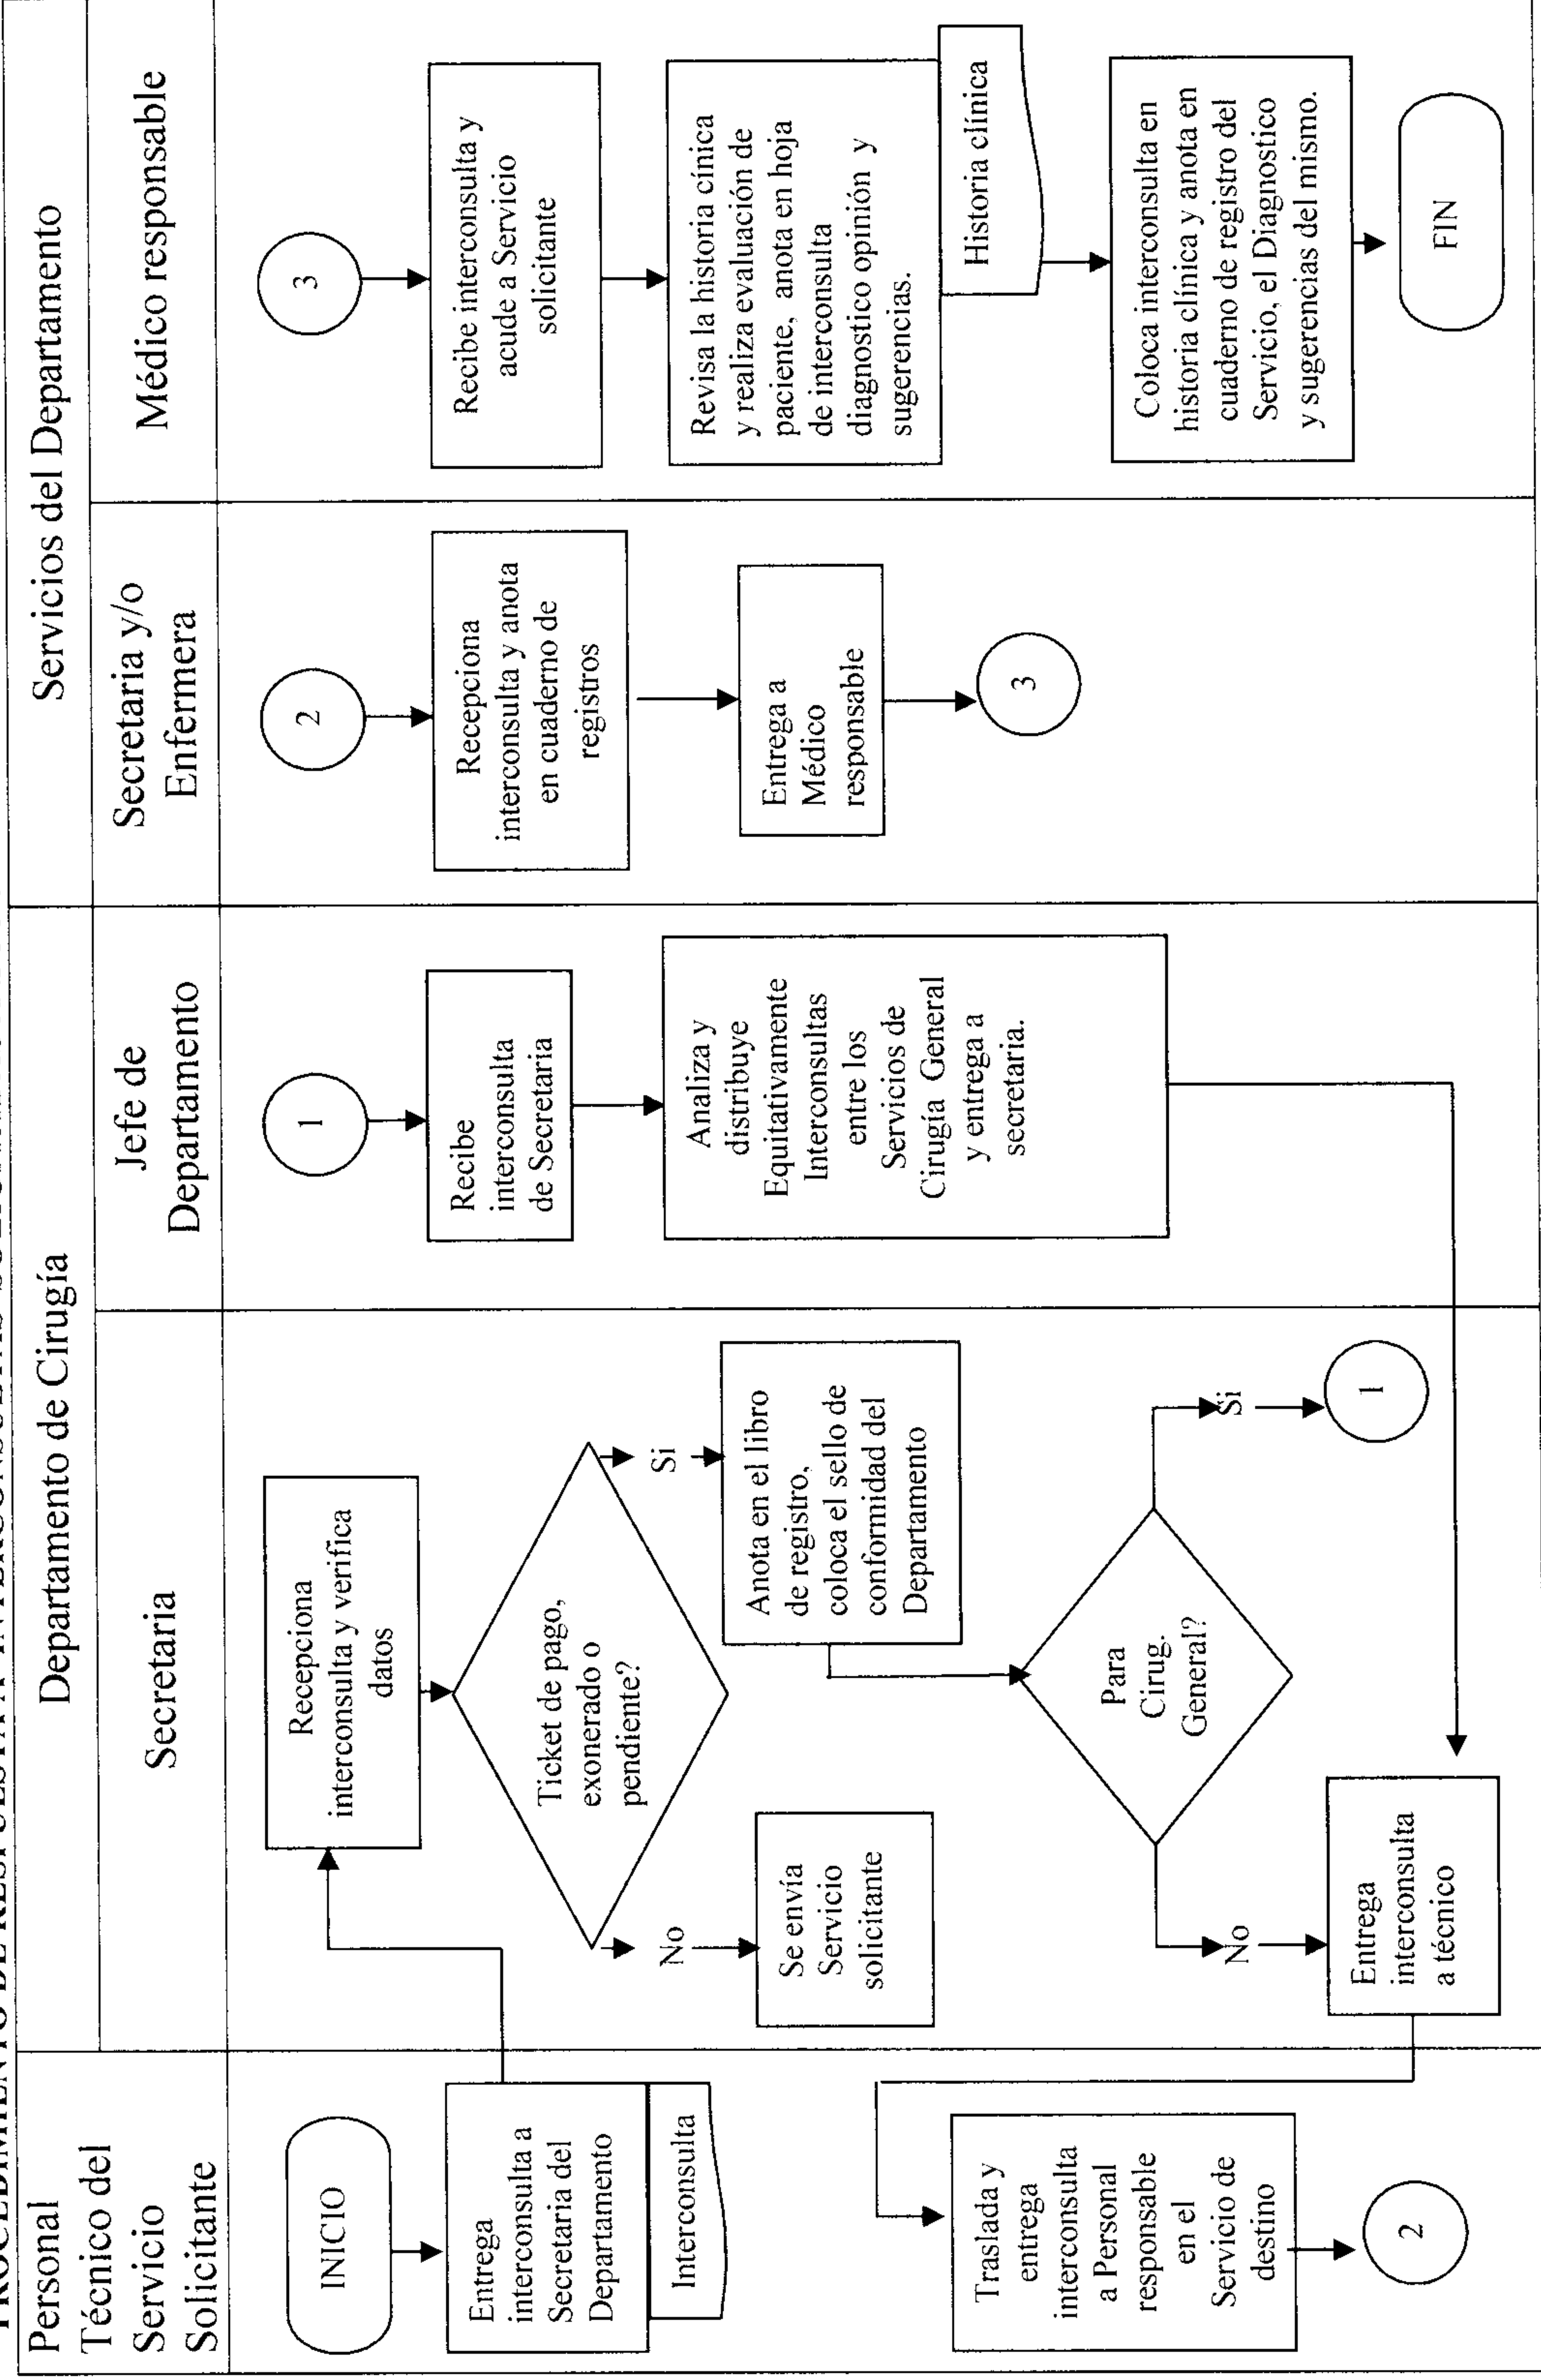 Personal
Técnico del
Servicio
Solicitante
Departamento de Cirugía
Secretaria
Jefe de
Departamento
Servicios del Departamento
Secretaria y/o
Enfermera
Médico responsable
INICIO
Entrega
interconsulta a
Secretaria del
Departamento
Interconsulta
Traslada y
entrega
interconsulta
a Personal
responsable
en el
Servicio de
destino
2
Recepciona
interconsulta y verifica
datos
Ticket de pago,
exonerado o
pendiente?
No
Si
Se envía
Servicio
solicitante
Anota en el libro
de registro,
coloca el sello de
conformidad del
Departamento
Para
Cirug.
General?
No
Si
Entrega
interconsulta
a técnico
1
1
Recibe
interconsulta
de Secretaria
Analiza y
distribuye
Equitativamente
Interconsultas
entre los
Servicios de
Cirugía General
y entrega a
secretaria.
2
Recepciona
interconsulta y anota
en cuaderno de
registros
Entrega a
Médico
responsable
3
3
Recibe interconsulta y
acude a Servicio
solicitante
Revisa la historia cínica
y realiza evaluación de
paciente, anota en hoja
de interconsulta
diagnostico opinión y
sugerencias.
Historia clínica
Coloca interconsulta en
historia clínica y anota en
cuaderno de registro del
Servicio, el Diagnostico
y sugerencias del mismo.
FIN